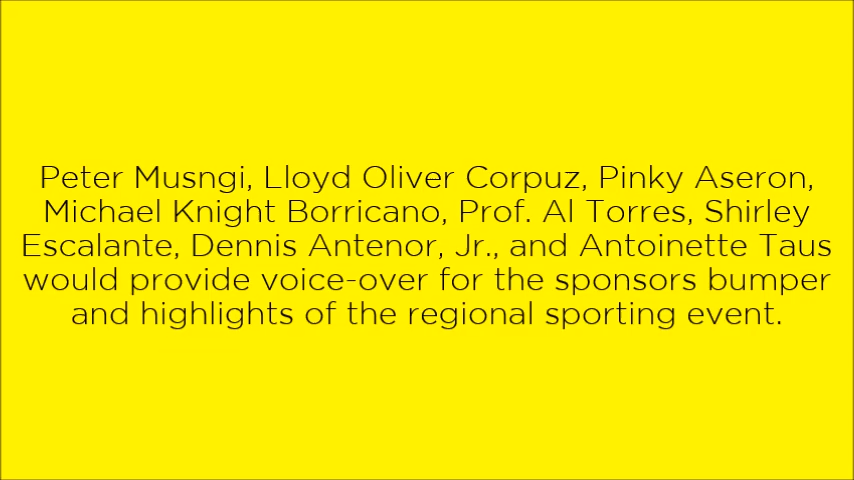 Peter Musngi, Lloyd Oliver Corpuz, Pinky Aseron,
Michael Knight Borricano, Prof. Al Torres, Shirley
Escalante, Dennis Antenor, Jr., and Antoinette Taus
would provide voice-over for the sponsors bumper
and highlights of the regional sporting event.